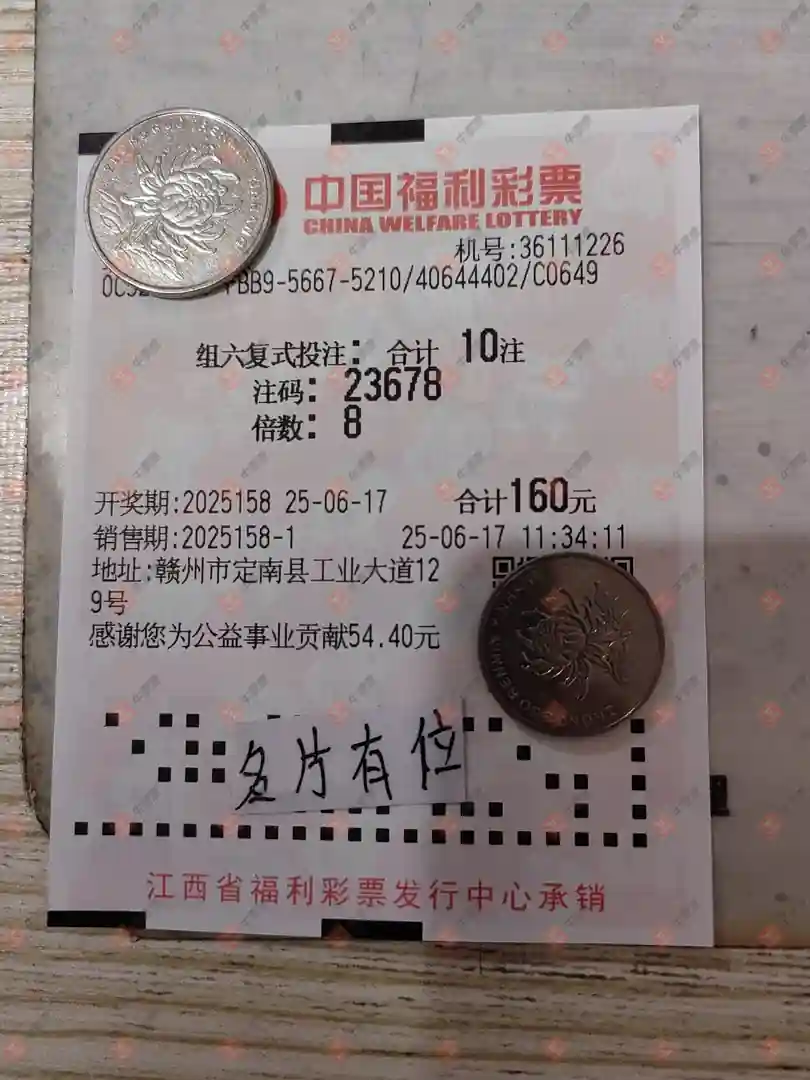 中国福利彩票
CHINA WELFARE LOTTERY
机号:36111226
BB9-5667-5210/40644402/C0649
组六复式投注: 合计 10注
注码: 23678
倍数: 8
开奖期:2025158 25-06-17 合计160元
销售期:2025158-1 25-06-17 11:34:11
地址:赣州市定南县工业大道12
9号
感谢您为公益事业贡献54.40元
名片有位
江西省福利彩票发行中心承销